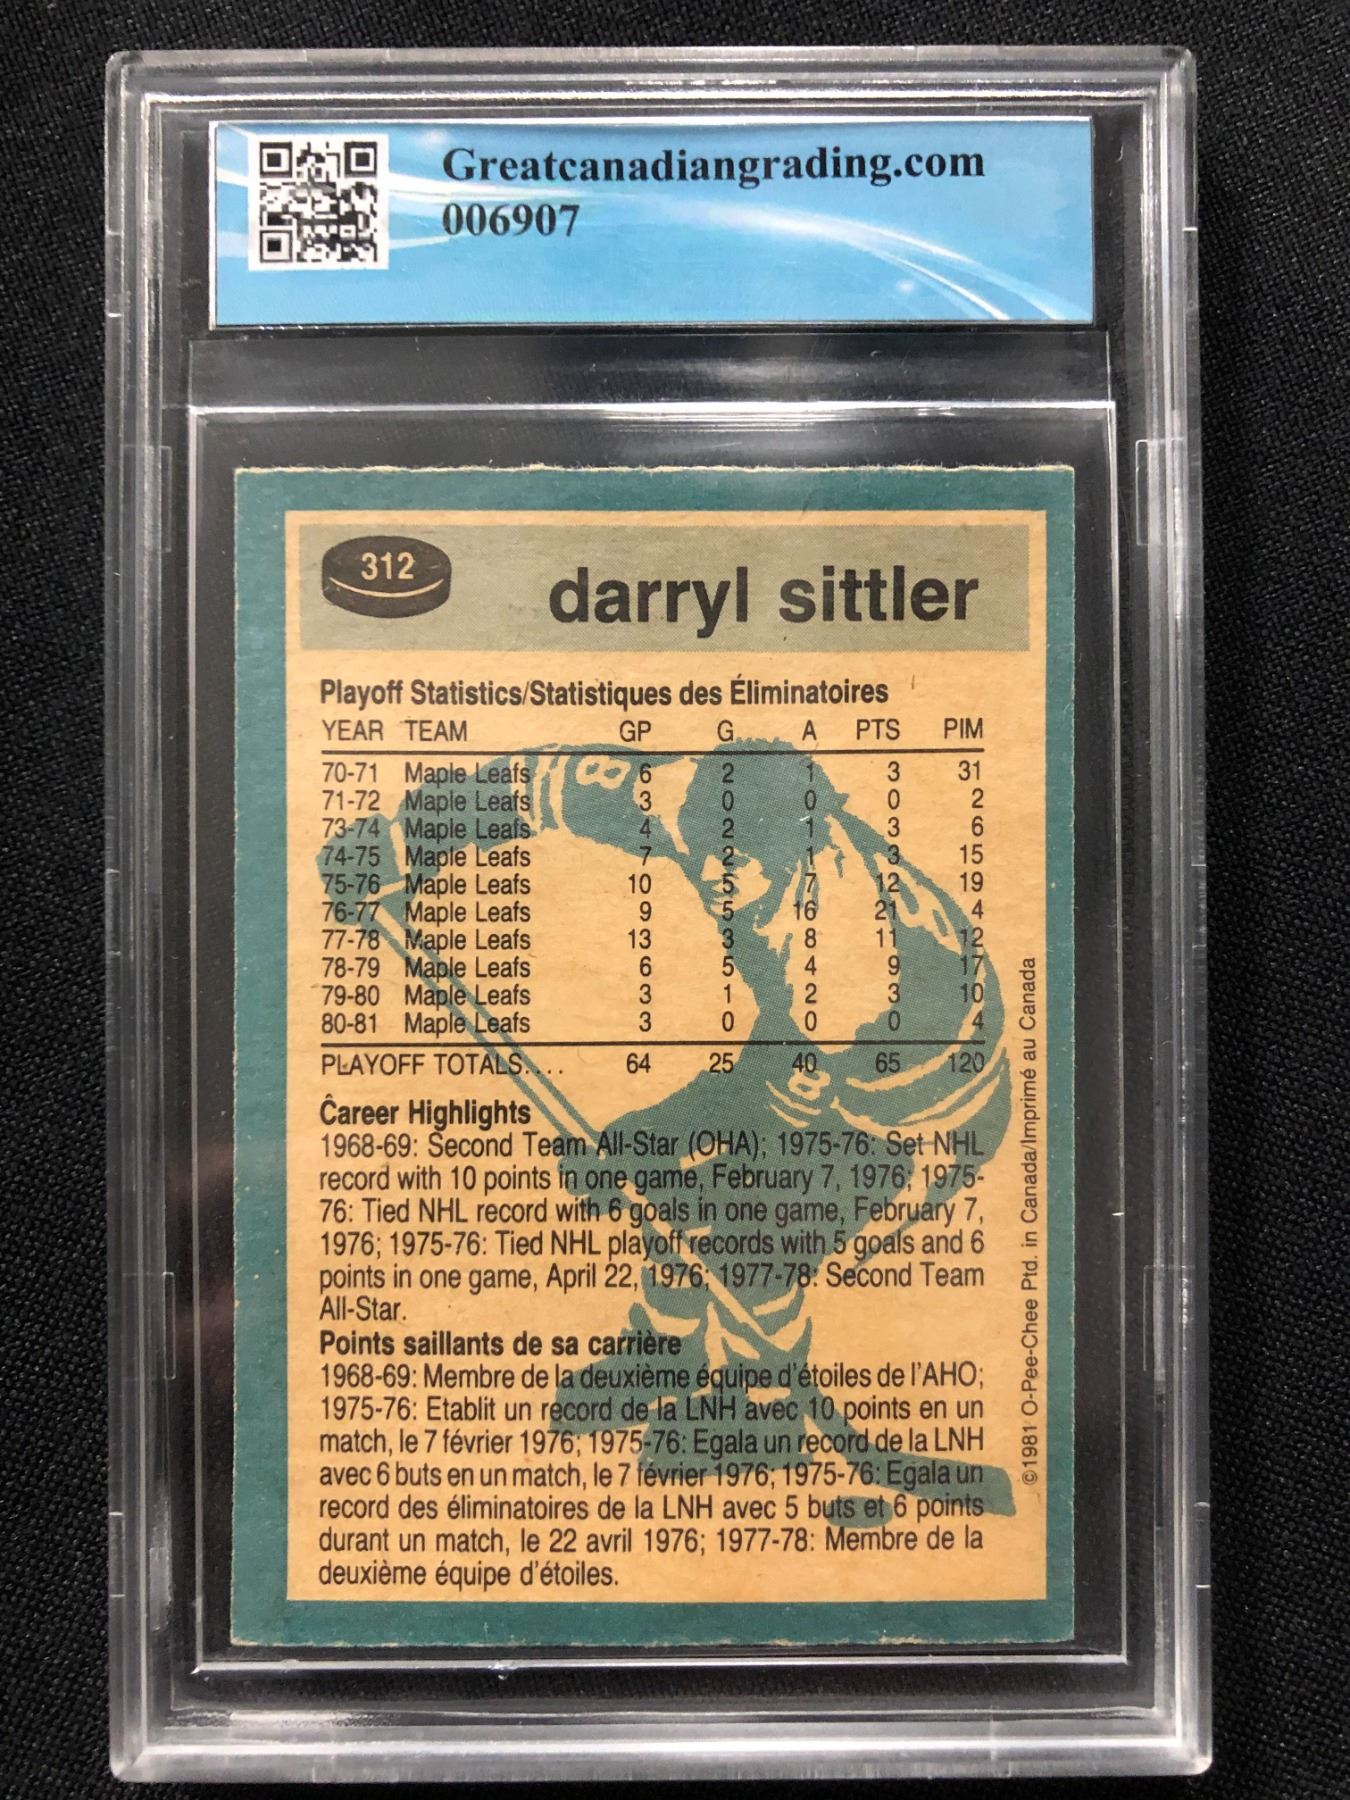 Greatcanadiangrading.com
006907
312
darryl sittler
Playoff Statistics/Statistiques des Éliminatoires
YEAR TEAM GP G A PTS PIM
70-71 Maple Leafs 6 2 1 3 31
71-72 Maple Leafs 3 0 0 0 2
73-74 Maple Leafs 4 2 1 3 6
74-75 Maple Leafs 7 2 1 3 15
75-76 Maple Leafs 10 5 7 12 19
76-77 Maple Leafs 9 5 16 21 4
77-78 Maple Leafs 13 3 8 11 12
78-79 Maple Leafs 6 5 4 9 17
79-80 Maple Leafs 3 1 2 3 10
80-81 Maple Leafs 3 0 0 0 4
PLAYOFF TOTALS.... 64 25 40 65 120
Career Highlights
1968-69: Second Team All-Star (OHA); 1975-76: Set NHL
record with 10 points in one game, February 7, 1976; 1975-
76: Tied NHL record with 6 goals in one game, February 7,
1976; 1975-76: Tied NHL playoff records with 5 goals and 6
points in one game, April 22, 1976; 1977-78: Second Team
All-Star.
Points saillants de sa carrière
1968-69: Membre de la deuxième équipe d'étoiles de l'AHO;
1975-76: Etablit un record de la LNH avec 10 points en un
match, le 7 février 1976; 1975-76: Egala un record de la LNH
avec 6 buts en un match, le 7 février 1976; 1975-76: Egala un
record des éliminatoires de la LNH avec 5 buts et 6 points
durant un match, le 22 avril 1976; 1977-78: Membre de la
deuxième équipe d'étoiles.
©1981 O-Pee-Chee Ptd. in Canada/Imprimé au Canada
8
8